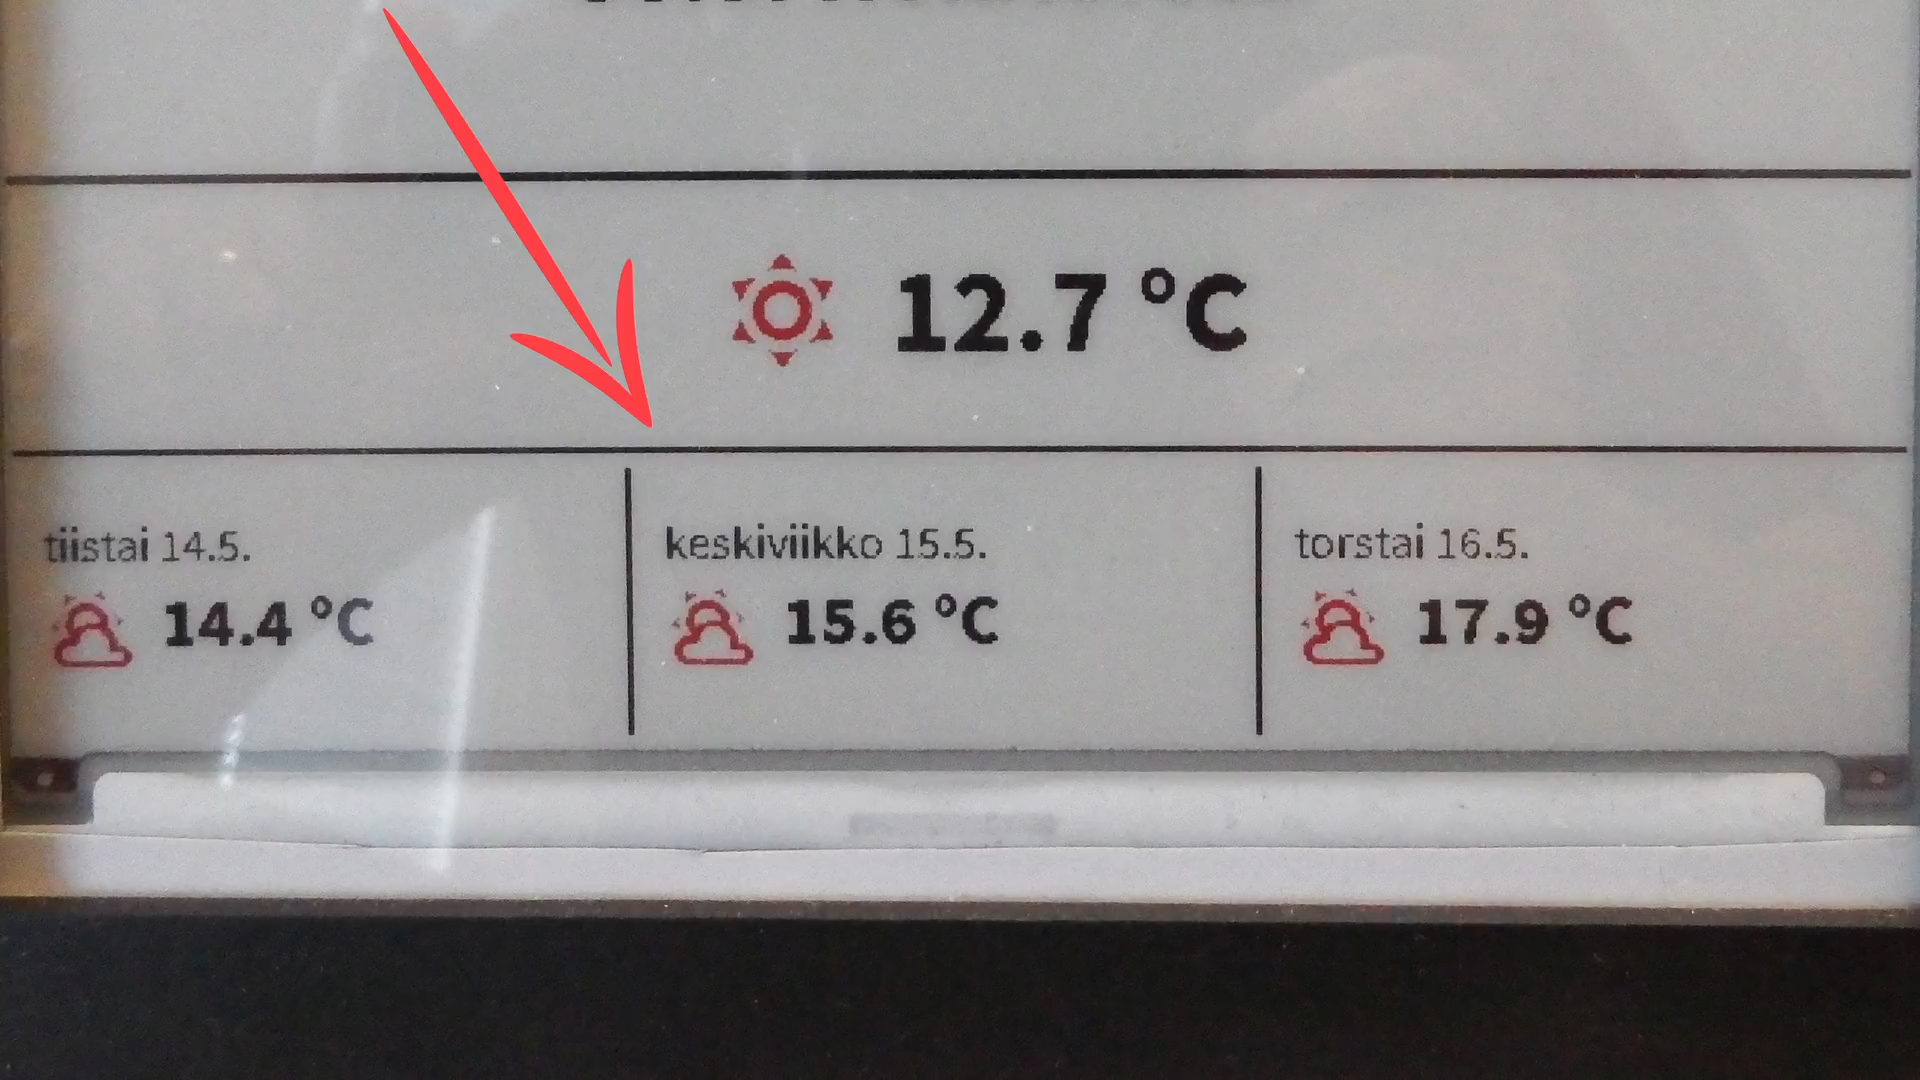 12.7 °C
tiistai 14.5.
14.4 °C
keskiviikko 15.5.
15.6 °C
torstai 16.5.
17.9 °C